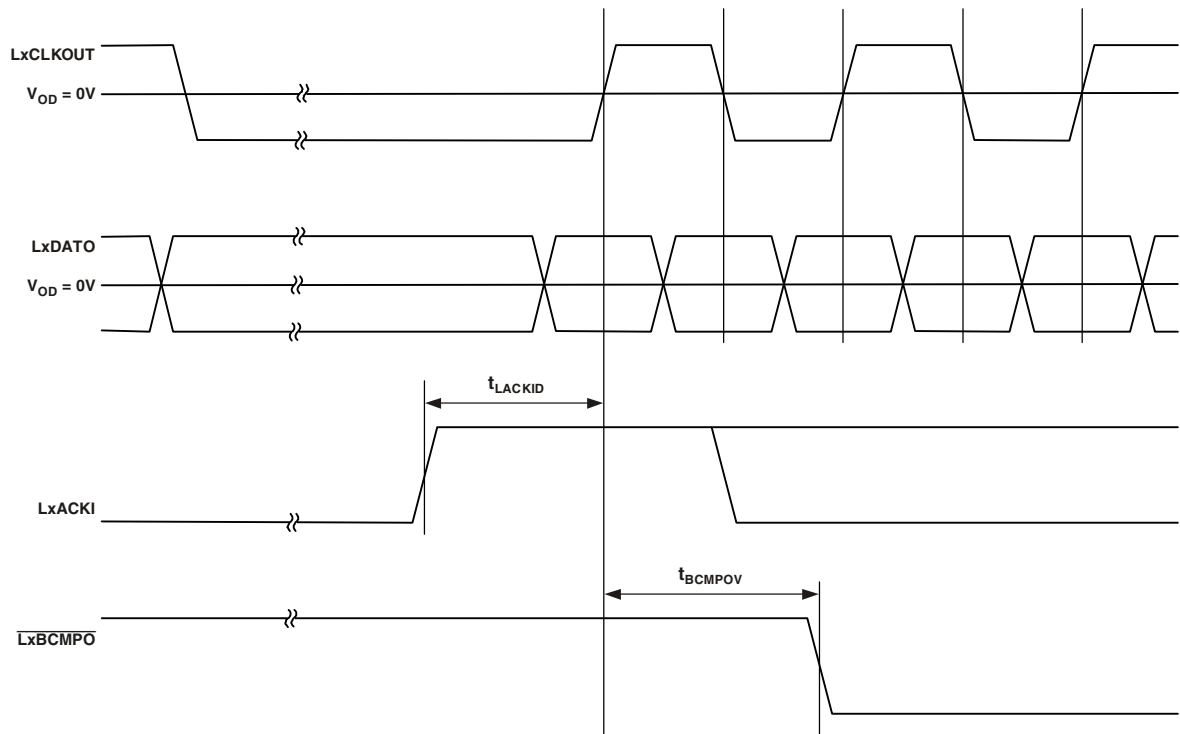 LxCLKOUT
VOD = 0V
LxDATO
VOD = 0V
tLACKID
LxACKI
tBCMPOV
LxBCMPO